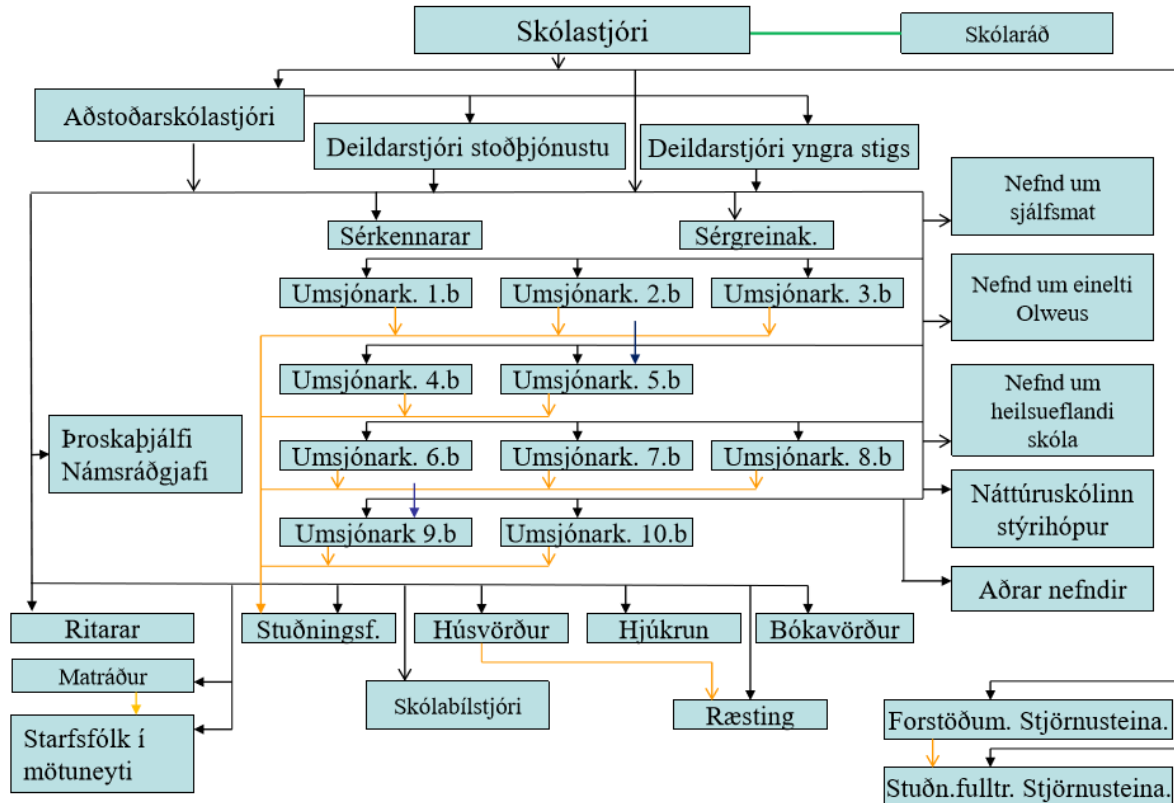 Skólastjóri
Skólaráð
Aðstoðarskólastjóri
Deildarstjóri stoðþjónustu
Deildarstjóri yngra stigs
Nefnd um
sjálfsmat
Sérkennarar
Sérgreinak.
Umsjónark. 1.b
Umsjónark. 2.b
Umsjónark. 3.b
Nefnd um einelti
Olweus
Umsjónark. 4.b
Umsjónark. 5.b
Nefnd um
heilsueflandi
skóla
Þroskaþjálfi
Námsráðgjafi
Umsjónark. 6.b
Umsjónark. 7.b
Umsjónark. 8.b
Náttúruskólinn
stýrihópur
Umsjónark 9.b
Umsjónark. 10.b
Aðrar nefndir
Ritarar
Stuðningsf.
Húsvörður
Hjúkrun
Bókavörður
Matráður
Skólabílstjóri
Ræsting
Forstöðum. Stjörnusteina.
Starfsfólk í
mötuneyti
Stuðn.fulltr. Stjörnusteina.